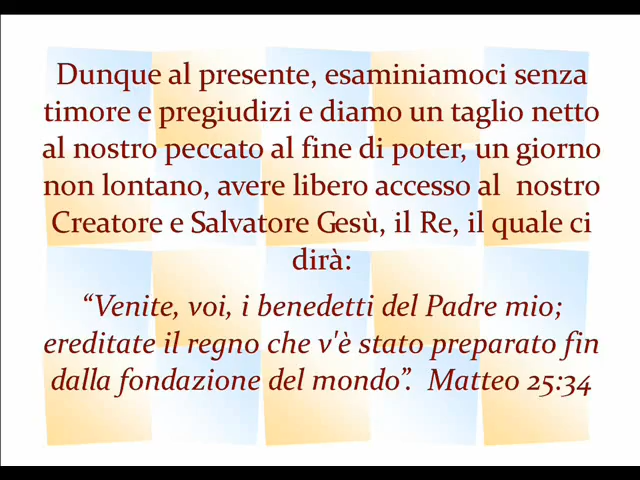 Dunque al presente, esaminiamoci senza
timore e pregiudizi e diamo un taglio netto
al nostro peccato al fine di poter, un giorno
non lontano, avere libero accesso al  nostro
Creatore e Salvatore Gesù, il Re, il quale ci
dirà:
“Venite, voi, i benedetti del Padre mio;
ereditate il regno che v'è stato preparato fin
dalla fondazione del mondo”.  Matteo 25:34